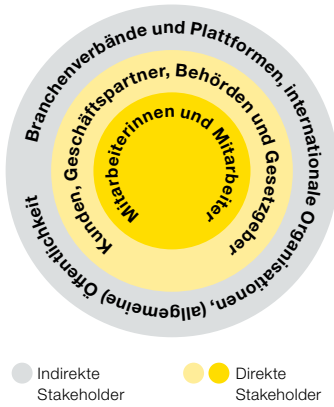 Branchenverbände und Plattformen, internationale Organisationen, (allgemeine) Öffentlichkeit
Kunden, Geschäftspartner, Behörden und Gesetzgeber
Mitarbeiterinnen und Mitarbeiter
Indirekte
Stakeholder
Direkte
Stakeholder